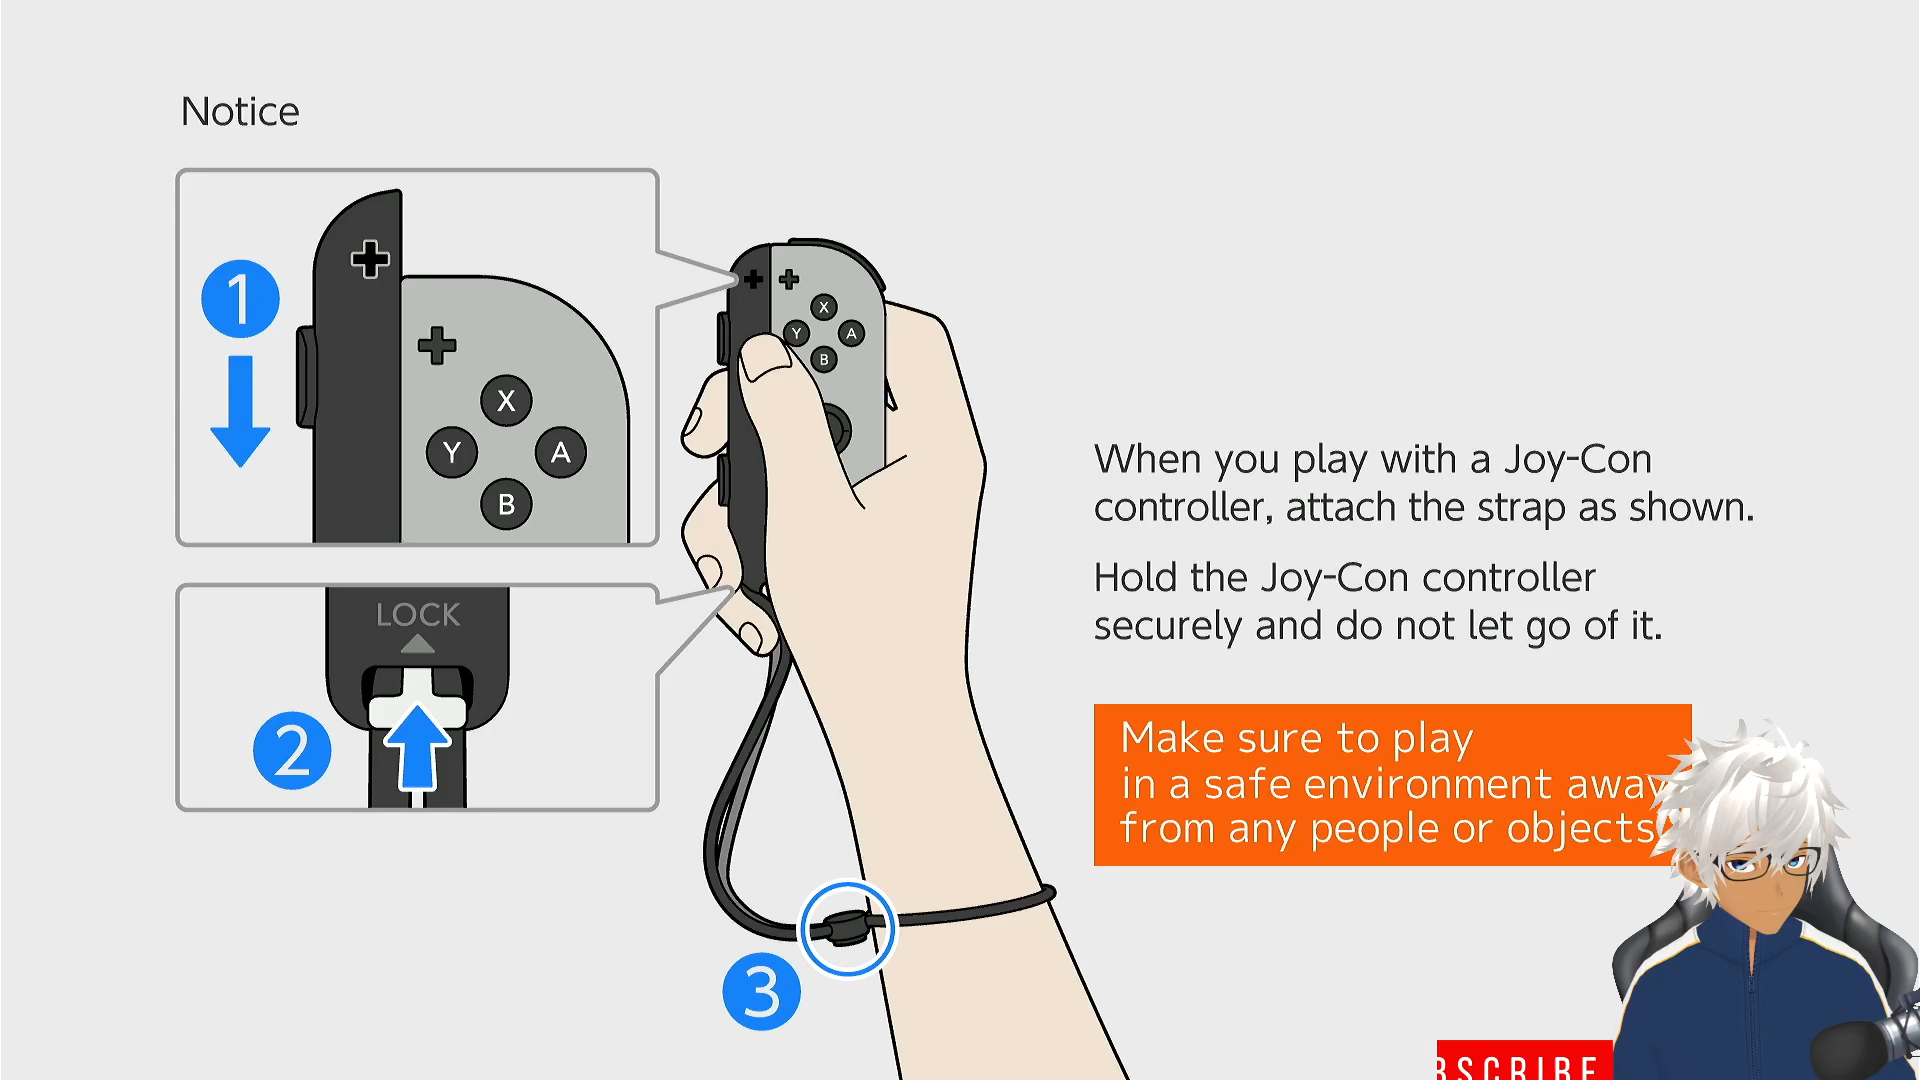 Notice
1
X
Y
A
B
X
Y
A
B
LOCK
2
3
When you play with a Joy-Con
controller, attach the strap as shown.
Hold the Joy-Con controller
securely and do not let go of it.
Make sure to play
in a safe environment away
from any people or objects
BSCRIBE